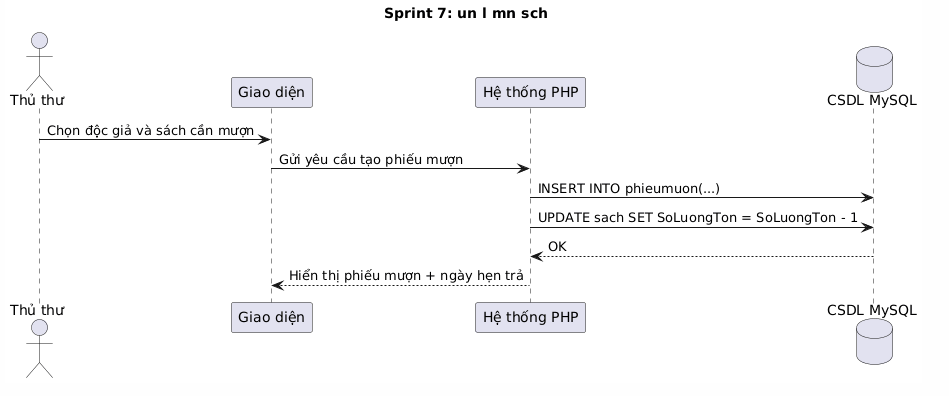 Sprint 7: un l mn sch
Thủ thư
Giao diện
Hệ thống PHP
CSDL MySQL
Chọn độc giả và sách cần mượn
Gửi yêu cầu tạo phiếu mượn
INSERT INTO phieumuon(...)
UPDATE sach SET SoLuongTon = SoLuongTon - 1
OK
Hiển thị phiếu mượn + ngày hẹn trả
Thủ thư
Giao diện
Hệ thống PHP
CSDL MySQL